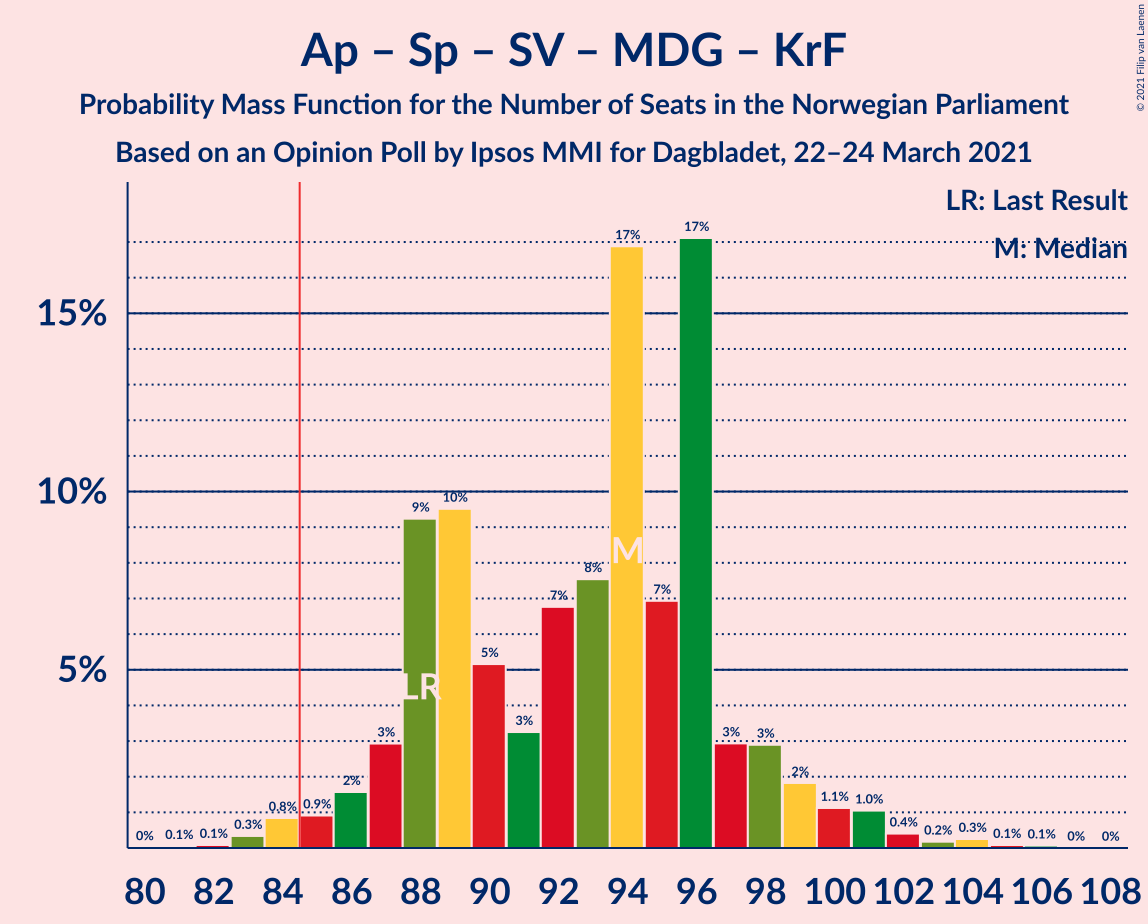 Ap – Sp – SV – MDG – KrF
Probability Mass Function for the Number of Seats in the Norwegian Parliament
Based on an Opinion Poll by Ipsos MMI for Dagbladet, 22–24 March 2021
© 2021 Filip van Laenen
LR: Last Result
M: Median
15%
10%
5%
0% 0.1% 0.1% 0.3% 0.8% 0.9% 2% 3% 9% 10% 5% 3% 7% 8% 17% 7% 17% 3% 3% 2% 1.1% 1.0% 0.4% 0.2% 0.3% 0.1% 0.1% 0% 0%
LR
M
80 82 84 86 88 90 92 94 96 98 100 102 104 106 108